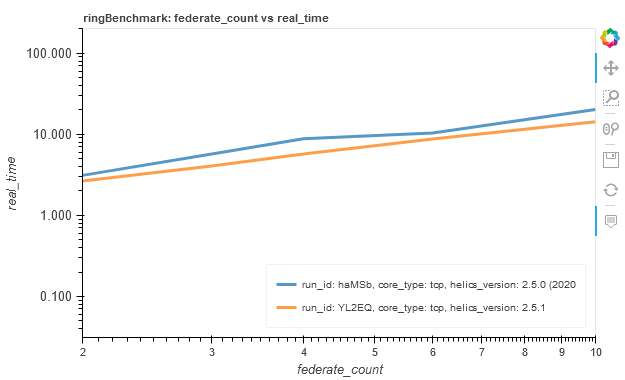 ringBenchmark: federate_count vs real_time
100.000
10.000
1.000
0.100
real_time
run_id: haMSb, core_type: tcp, helics_version: 2.5.0 (2020
run_id: YL2EQ, core_type: tcp, helics_version: 2.5.1
2
3
4
5
6
7
8
9
10
federate_count